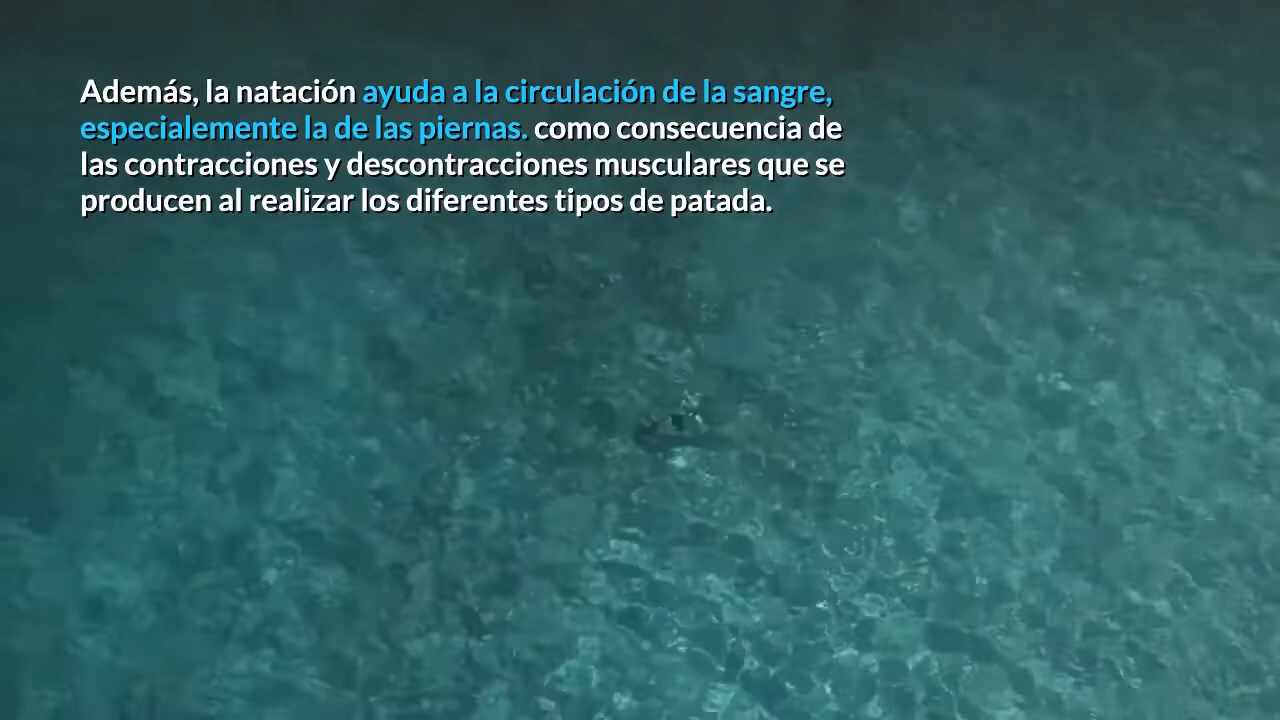 Además, la natación ayuda a la circulación de la sangre,
especialemente la de las piernas. como consecuencia de
las contracciones y descontracciones musculares que se
producen al realizar los diferentes tipos de patada.